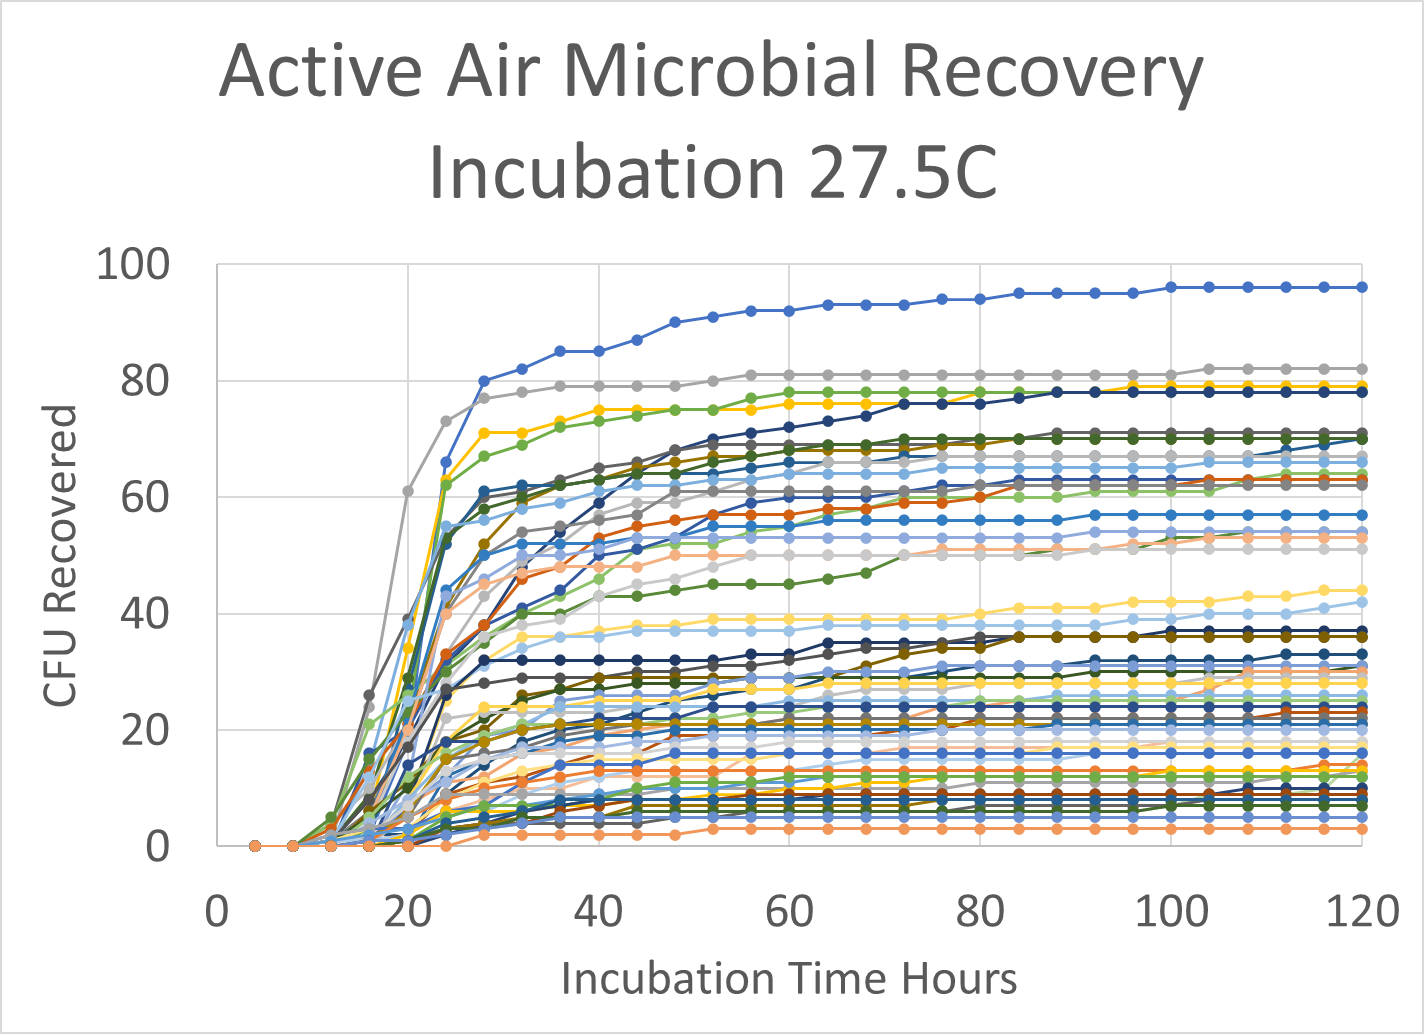 Active Air Microbial Recovery
Incubation 27.5C
100
80
60
40
20
0
CFU Recovered
0 20 40 60 80 100 120
Incubation Time Hours